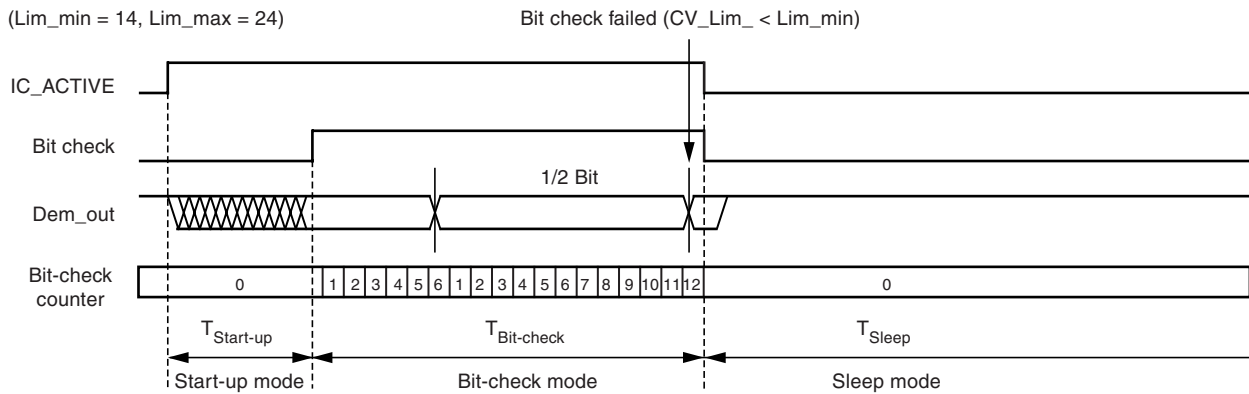 (Lim_min = 14, Lim_max = 24)
Bit check failed (CV_Lim_ < Lim_min)
IC_ACTIVE
Bit check
1/2 Bit
Dem_out
Bit-check
counter
0 1 2 3 4 5 6 1 2 3 4 5 6 7 8 9 10 11 12 0
TStart-up TBit-check TSleep
Start-up mode Bit-check mode Sleep mode